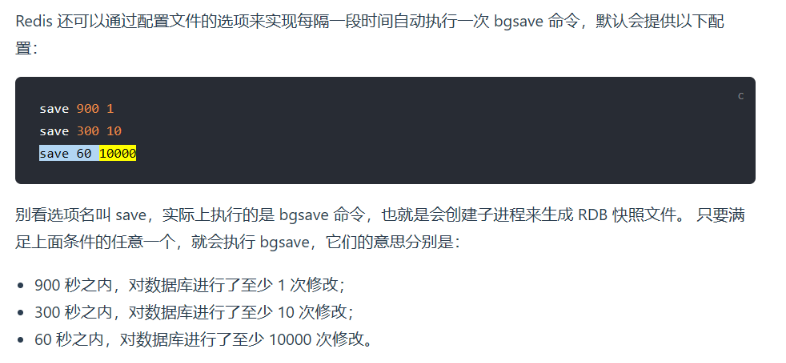 Redis 还可以通过配置文件的选项来实现每隔一段时间自动执行一次 bgsave 命令，默认会提供以下配
置：
c
save 900 1
save 300 10
save 60 10000
别看选项名叫 save，实际上执行的是 bgsave 命令，也就是会创建子进程来生成 RDB 快照文件。 只要满
足上面条件的任意一个，就会执行 bgsave，它们的意思分别是：
• 900 秒之内，对数据库进行了至少 1 次修改；
• 300 秒之内，对数据库进行了至少 10 次修改；
• 60 秒之内，对数据库进行了至少 10000 次修改。